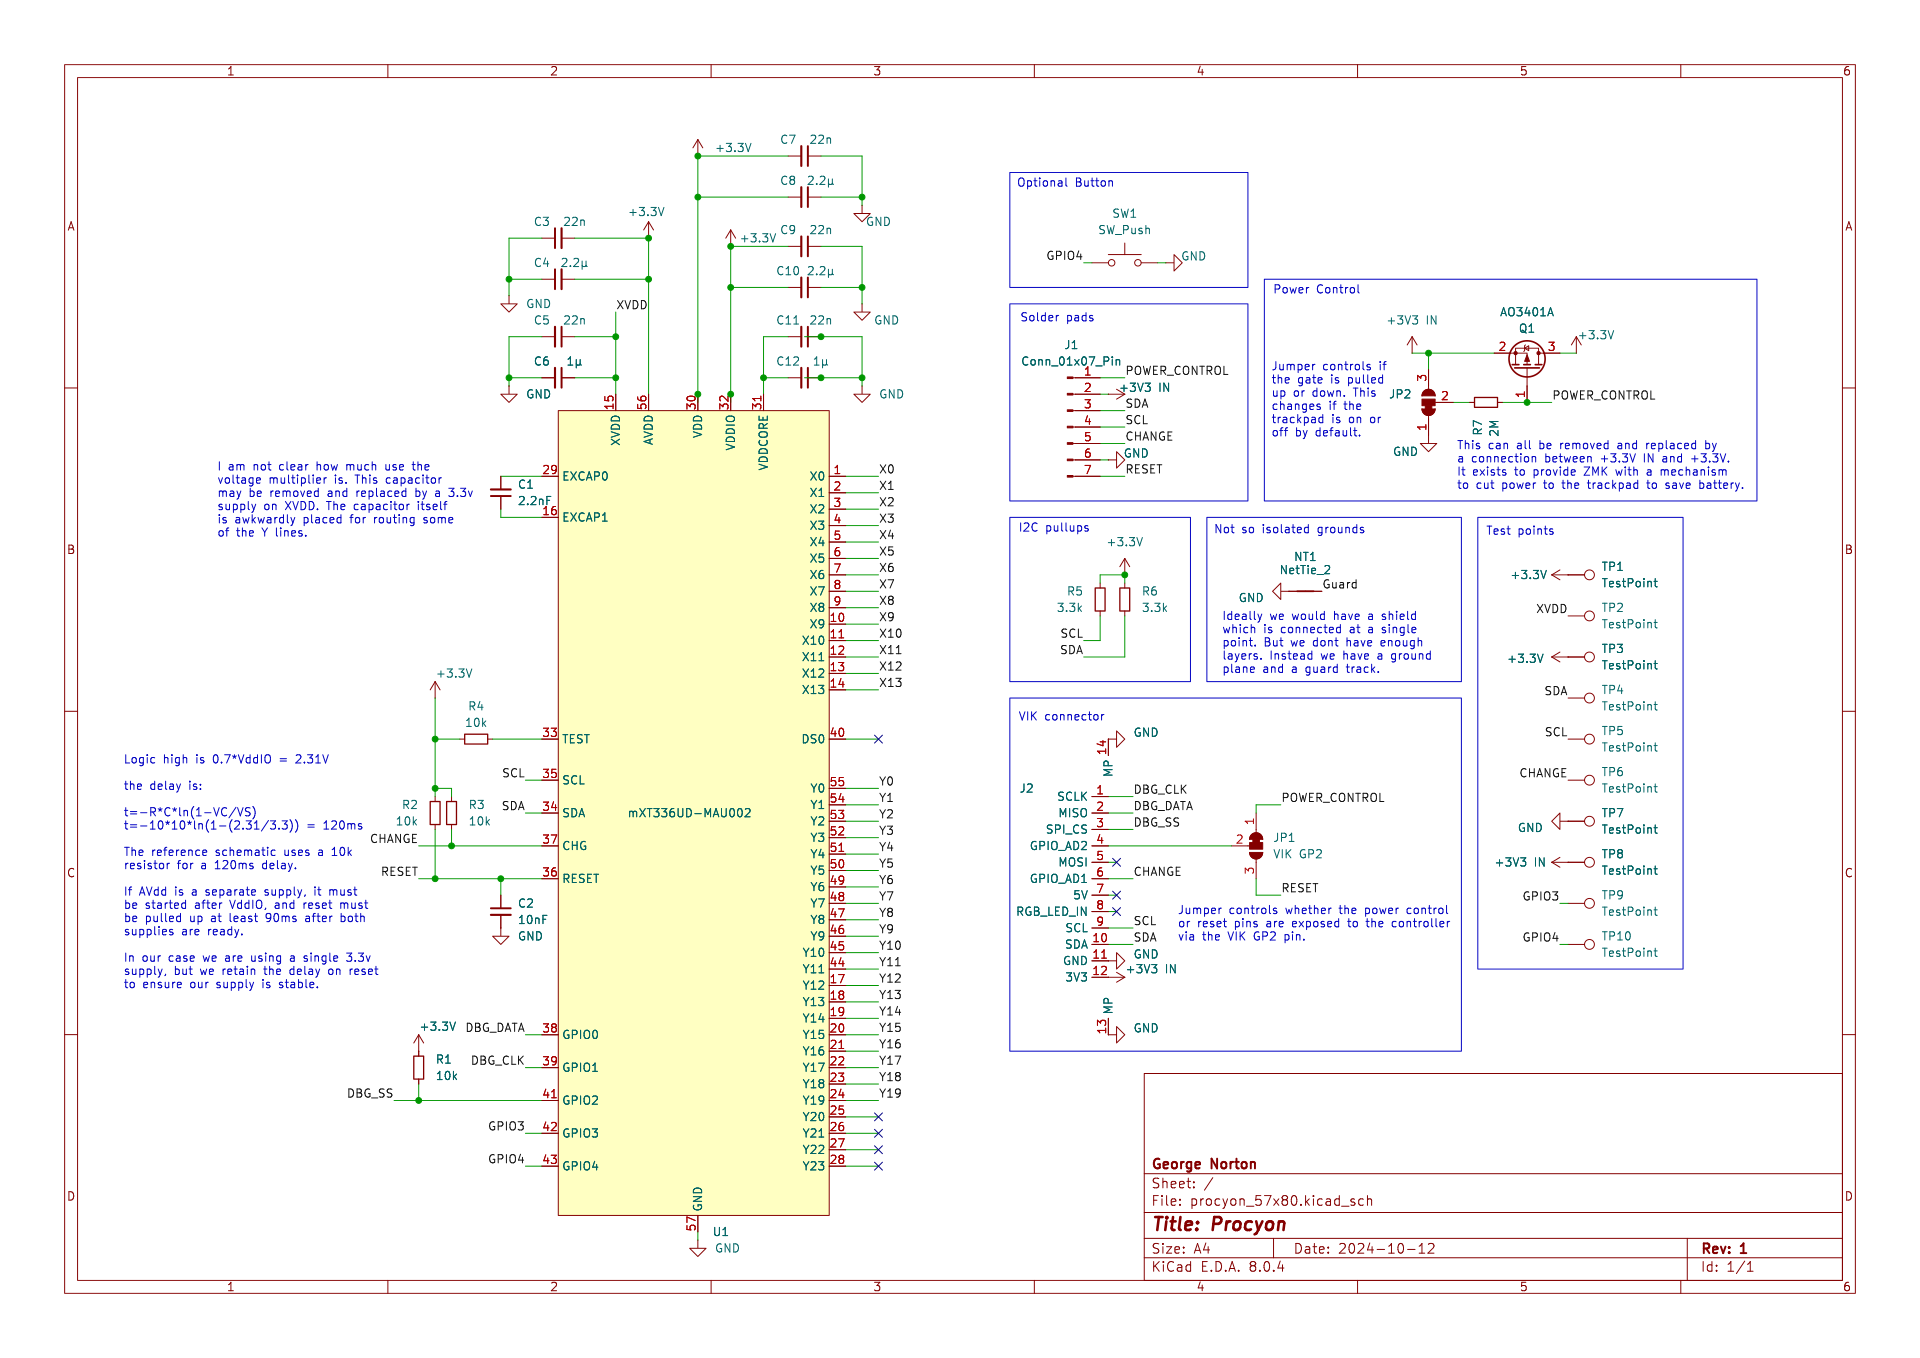 1 2 3 4 5 6
A
B
C
D
A
B
C
D
1 2 3 4 5 6
C7 22n
+3.3V
C8 2.2µ
GND
+3.3V
C3 22n
C4 2.2µ
GND
+3.3V
C9 22n
C10 2.2µ
GND
XVDD
C5 22n
C6 1µ
GND
C11 22n
C12 1µ
GND
15 56 30 32 31
XVDD AVDD VDD VDDIO VDDCORE
I am not clear how much use the
voltage multiplier is. This capacitor
may be removed and replaced by a 3.3v
supply on XVDD. The capacitor itself
is awkwardly placed for routing some
of the Y lines.
29 EXCAP0
C1
2.2nF
16 EXCAP1
X0 1 X0
X1 2 X1
X2 3 X2
X3 4 X3
X4 5 X4
X5 6 X5
X6 7 X6
X7 8 X7
X8 9 X8
X9 10 X9
X10 11 X10
X11 12 X11
X12 13 X12
X13 14 X13
DS0 40
+3.3V
R4
10k
33 TEST
SCL 35 SCL
R2
10k
R3
10k
SDA 34 SDA
mXT336UD-MAU002
CHANGE 37 CHG
RESET 36 RESET
C2
10nF
GND
Logic high is 0.7*VddIO = 2.31V
the delay is:
t=-R*C*ln(1-VC/VS)
t=-10*10*ln(1-(2.31/3.3)) = 120ms
The reference schematic uses a 10k
resistor for a 120ms delay.
If AVdd is a separate supply, it must
be started after VddIO, and reset must
be pulled up at least 90ms after both
supplies are ready.
In our case we are using a single 3.3v
supply, but we retain the delay on reset
to ensure our supply is stable.
Y0 55 Y0
Y1 54 Y1
Y2 53 Y2
Y3 52 Y3
Y4 51 Y4
Y5 50 Y5
Y6 49 Y6
Y7 48 Y7
Y8 47 Y8
Y9 46 Y9
Y10 45 Y10
Y11 44 Y11
Y12 17 Y12
Y13 18 Y13
Y14 19 Y14
Y15 20 Y15
Y16 21 Y16
Y17 22 Y17
Y18 23 Y18
Y19 24 Y19
Y20 25
Y21 26
Y22 27
Y23 28
+3.3V
R1
10k
DBG_DATA 38 GPIO0
DBG_CLK 39 GPIO1
DBG_SS 41 GPIO2
GPIO3 42 GPIO3
GPIO4 43 GPIO4
GND
57
U1
GND
Optional Button
SW1
SW_Push
GPIO4
GND
Solder pads
J1
Conn_01x07_Pin
1 POWER_CONTROL
2 +3V3 IN
3 SDA
4 SCL
5 CHANGE
6 GND
7 RESET
Power Control
+3V3 IN
AO3401A
Q1
2 3
1
+3.3V
Jumper controls if
the gate is pulled
up or down. This
changes if the
trackpad is on or
off by default.
JP2
3
2
1
R7
2M
POWER_CONTROL
GND
This can all be removed and replaced by
a connection between +3.3V IN and +3.3V.
It exists to provide ZMK with a mechanism
to cut power to the trackpad to save battery.
I2C pullups
+3.3V
R5
3.3k
R6
3.3k
SCL
SDA
Not so isolated grounds
NT1
NetTie_2
Guard
GND
Ideally we would have a shield
which is connected at a single
point. But we dont have enough
layers. Instead we have a ground
plane and a guard track.
Test points
+3.3V TP1
TestPoint
XVDD TP2
TestPoint
+3.3V TP3
TestPoint
SDA TP4
TestPoint
SCL TP5
TestPoint
CHANGE TP6
TestPoint
GND TP7
TestPoint
+3V3 IN TP8
TestPoint
GPIO3 TP9
TestPoint
GPIO4 TP10
TestPoint
VIK connector
GND
14
MP
J2
SCLK 1 DBG_CLK
MISO 2 DBG_DATA
SPI_CS 3 DBG_SS
GPIO_AD2 4
MOSI 5
GPIO_AD1 6 CHANGE
5V 7
RGB_LED_IN 8
SCL 9 SCL
SDA 10 SDA
GND 11 GND
3V3 12 +3V3 IN
MP
13
GND
POWER_CONTROL
1
2
3
JP1
VIK GP2
RESET
Jumper controls whether the power control
or reset pins are exposed to the controller
via the VIK GP2 pin.
George Norton
Sheet: /
File: procyon_57x80.kicad_sch
Title: Procyon
Size: A4 Date: 2024-10-12 Rev: 1
KiCad E.D.A. 8.0.4 Id: 1/1